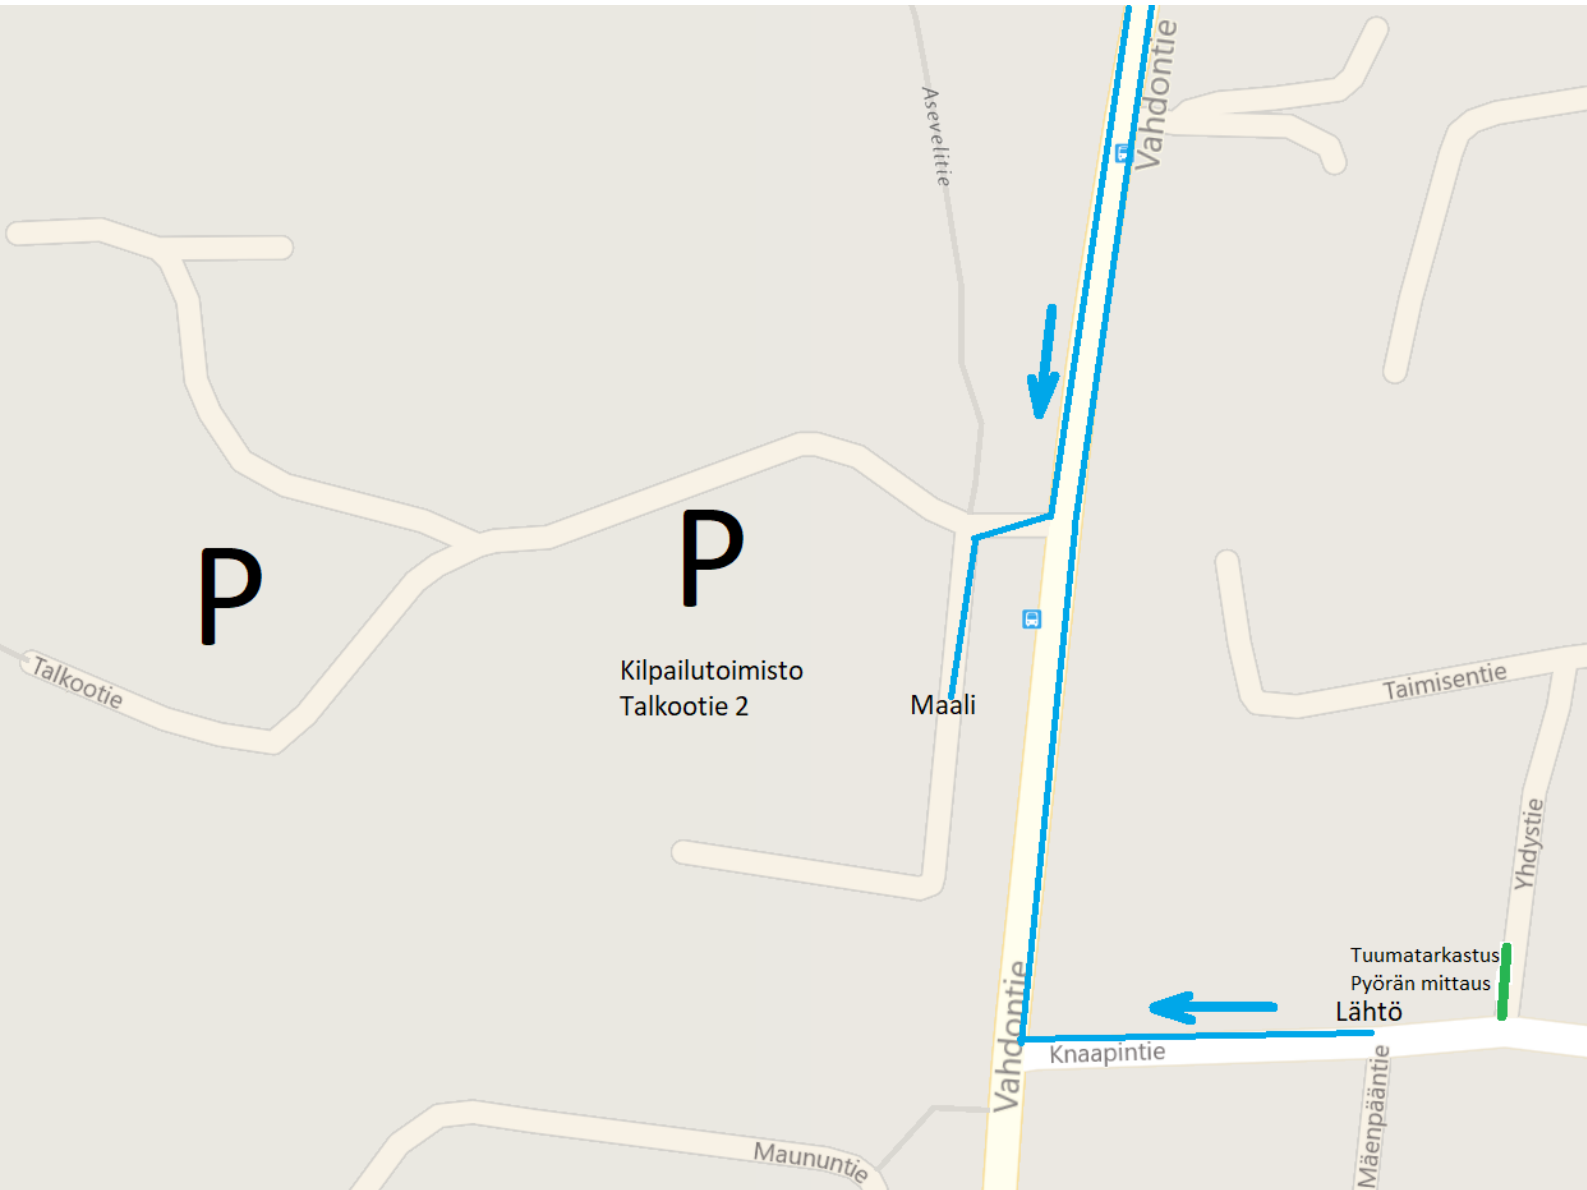 Vahdontie
Asevelitie
P
P
Kilpailutoimisto
Talkootie 2
Maali
Talkootie
Taimisentie
Yhdystie
Tuumatarkastus
Pyörän mittaus
Lähtö
Vahdontie
Knaapintie
Mäenpääntie
Maununtie